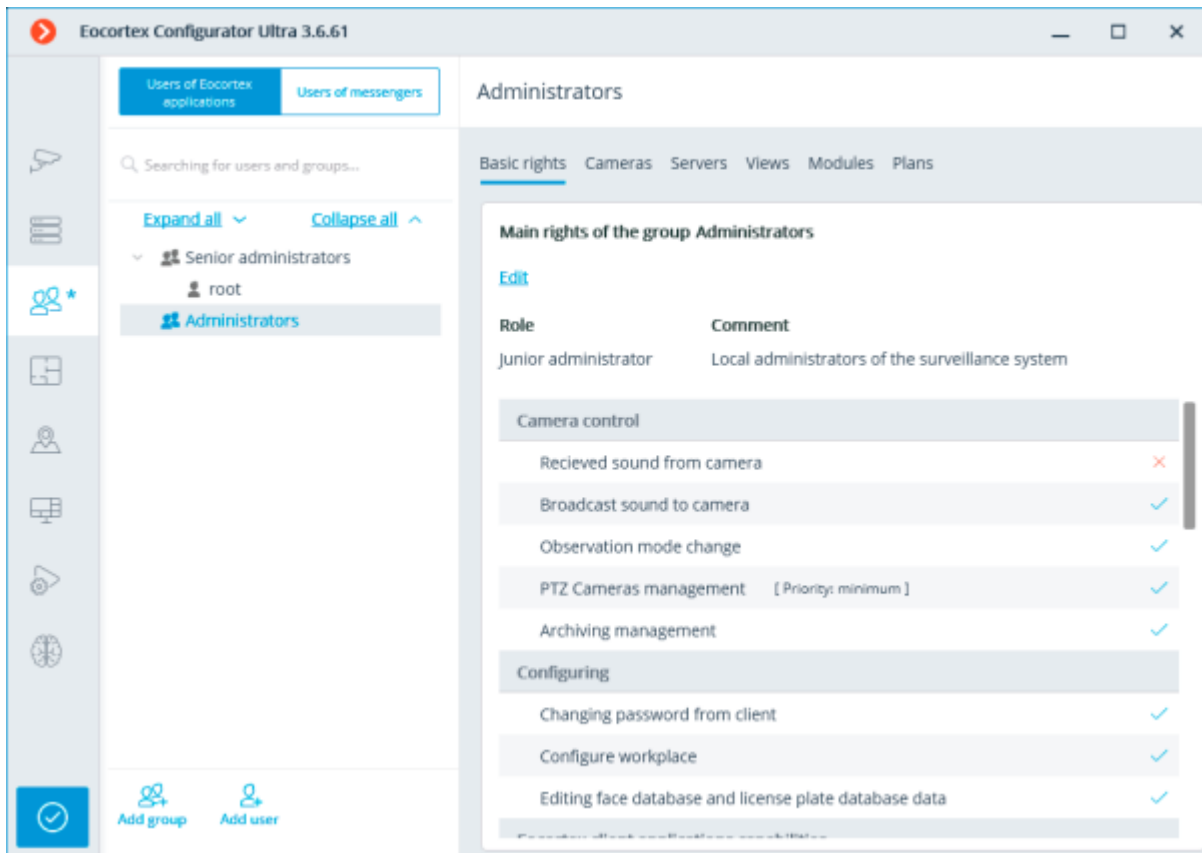 Eocortex Configurator Ultra 3.6.61
Users of Eocortex
applications
Users of messengers
Searching for users and groups...
Expand all
Collapse all
Senior administrators
root
Administrators
Add group
Add user
Administrators
Basic rights Cameras Servers Views Modules Plans
Main rights of the group Administrators
Edit
Role Comment
Junior administrator Local administrators of the surveillance system
Camera control
Recieved sound from camera
Broadcast sound to camera
Observation mode change
PTZ Cameras management [ Priority: minimum ]
Archiving management
Configuring
Changing password from client
Configure workplace
Editing face database and license plate database data
Eocortex client applications capabilities